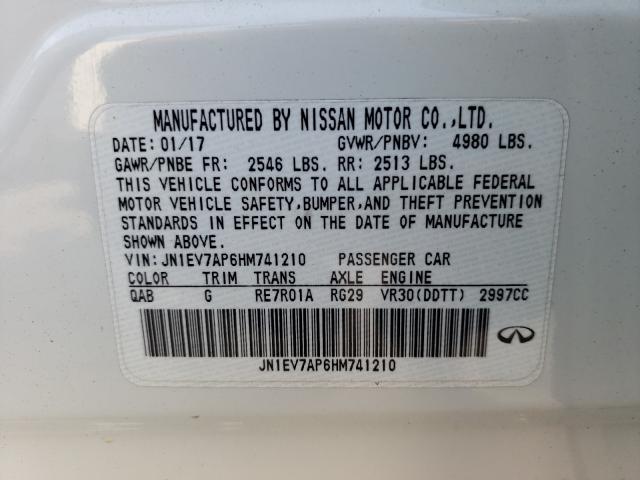 MANUFACTURED BY NISSAN MOTOR CO.,LTD.
DATE: 01/17 GVWR/PNBV: 4980 LBS.
GAWR/PNBE FR: 2546 LBS. RR: 2513 LBS.
THIS VEHICLE CONFORMS TO ALL APPLICABLE FEDERAL
MOTOR VEHICLE SAFETY,BUMPER,AND THEFT PREVENTION
STANDARDS IN EFFECT ON THE DATE OF MANUFACTURE
SHOWN ABOVE.
VIN: JN1EV7AP6HM741210 PASSENGER CAR
COLOR TRIM TRANS AXLE ENGINE
QAB G RE7R01A RG29 VR30(DDTT) 2997CC
JN1EV7AP6HM741210